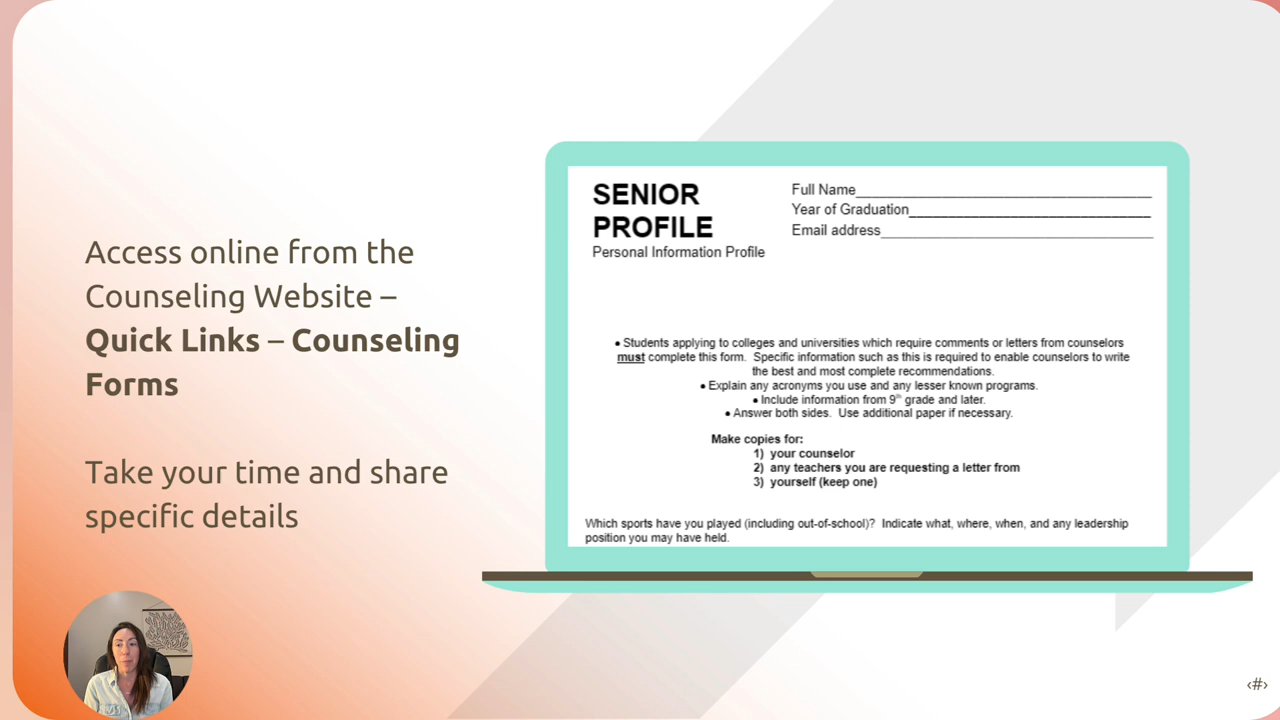 Access online from the
Counseling Website –
Quick Links – Counseling
Forms
Take your time and share
specific details
SENIOR
PROFILE
Personal Information Profile
Full Name____________________________________
Year of Graduation______________________________
Email address__________________________________
• Students applying to colleges and universities which require comments or letters from counselors
must complete this form. Specific information such as this is required to enable counselors to write
the best and most complete recommendations.
• Explain any acronyms you use and any lesser known programs.
• Include information from 9th grade and later.
• Answer both sides. Use additional paper if necessary.
Make copies for:
1) your counselor
2) any teachers you are requesting a letter from
3) yourself (keep one)
Which sports have you played (including out-of-school)? Indicate what, where, when, and any leadership
position you may have held.
‹#›